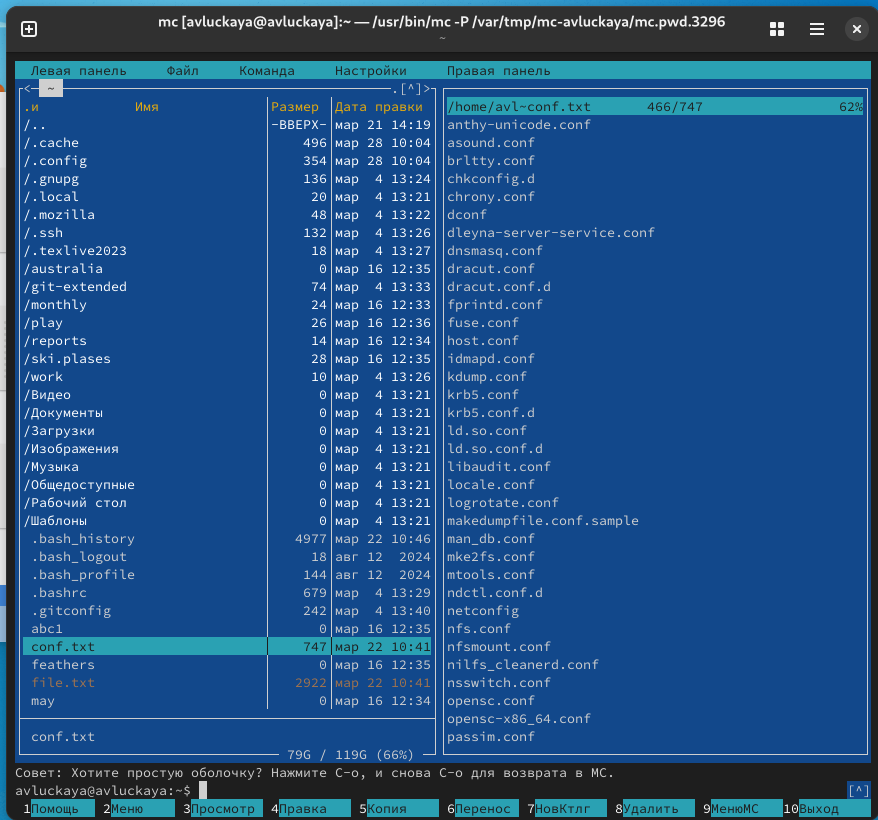 mc [avluckaya@avluckaya]:~ — /usr/bin/mc -P /var/tmp/mc-avluckaya/mc.pwd.3296
~
Левая панель Файл Команда Настройки Правая панель
<─ ~ ─.[^]>
.и Имя Размер Дата правки
/.. -ВВЕРХ- мар 21 14:19
/.cache 496 мар 28 10:04
/.config 354 мар 28 10:04
/.gnupg 136 мар 4 13:24
/.local 20 мар 4 13:21
/.mozilla 48 мар 4 13:22
/.ssh 132 мар 4 13:26
/.texlive2023 18 мар 4 13:27
/australia 0 мар 16 12:35
/git-extended 74 мар 4 13:33
/monthly 24 мар 16 12:33
/play 26 мар 16 12:36
/reports 14 мар 16 12:34
/ski.plases 28 мар 16 12:35
/work 10 мар 4 13:26
/Видео 0 мар 4 13:21
/Документы 0 мар 4 13:21
/Загрузки 0 мар 4 13:21
/Изображения 0 мар 4 13:21
/Музыка 0 мар 4 13:21
/Общедоступные 0 мар 4 13:21
/Рабочий стол 0 мар 4 13:21
/Шаблоны 0 мар 4 13:21
.bash_history 4977 мар 22 10:46
.bash_logout 18 авг 12 2024
.bash_profile 144 авг 12 2024
.bashrc 679 мар 4 13:29
.gitconfig 242 мар 4 13:40
abc1 0 мар 16 12:35
conf.txt 747 мар 22 10:41
feathers 0 мар 16 12:35
file.txt 2922 мар 22 10:41
may 0 мар 16 12:34
conf.txt
79G / 119G (66%)
/home/avl~conf.txt 466/747 62%
anthy-unicode.conf
asound.conf
brltty.conf
chkconfig.d
chrony.conf
dconf
dleyna-server-service.conf
dnsmasq.conf
dracut.conf
dracut.conf.d
fprintd.conf
fuse.conf
host.conf
idmapd.conf
kdump.conf
krb5.conf
krb5.conf.d
ld.so.conf
ld.so.conf.d
libaudit.conf
locale.conf
logrotate.conf
makedumpfile.conf.sample
man_db.conf
mke2fs.conf
mtools.conf
ndctl.conf.d
netconfig
nfs.conf
nfsmount.conf
nilfs_cleanerd.conf
nsswitch.conf
opensc.conf
opensc-x86_64.conf
passim.conf
Совет: Хотите простую оболочку? Нажмите C-o, и снова C-o для возврата в MC.
avluckaya@avluckaya:~$ [^]
1Помощь 2Меню 3Просмотр 4Правка 5Копия 6Перенос 7НовКтлг 8Удалить 9МенюMC 10Выход